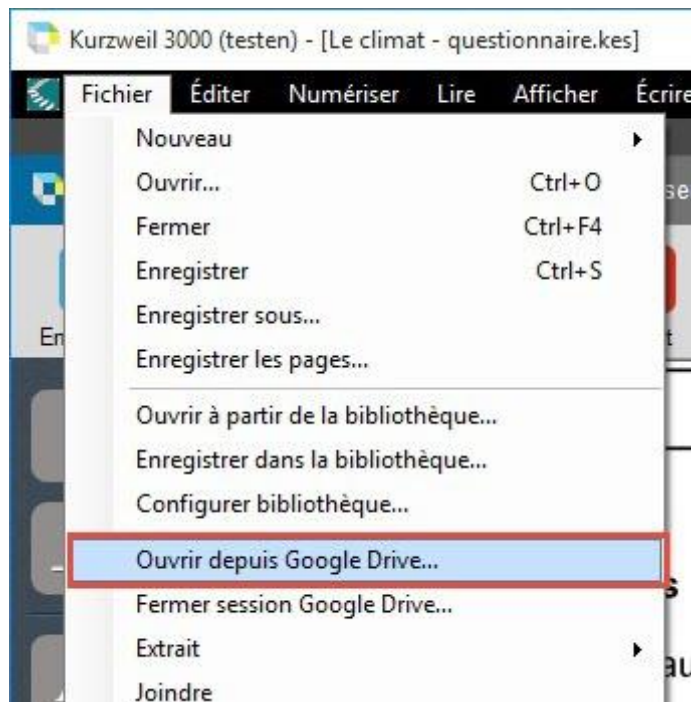 Kurzweil 3000 (testen) - [Le climat - questionnaire.kes]
Fichier Éditer Numériser Lire Afficher Écrire
Nouveau
Ouvrir... Ctrl+O
Fermer Ctrl+F4
Enregistrer Ctrl+S
Enregistrer sous...
Enregistrer les pages...
Ouvrir à partir de la bibliothèque...
Enregistrer dans la bibliothèque...
Configurer bibliothèque...
Ouvrir depuis Google Drive...
Fermer session Google Drive...
Extrait
Joindre